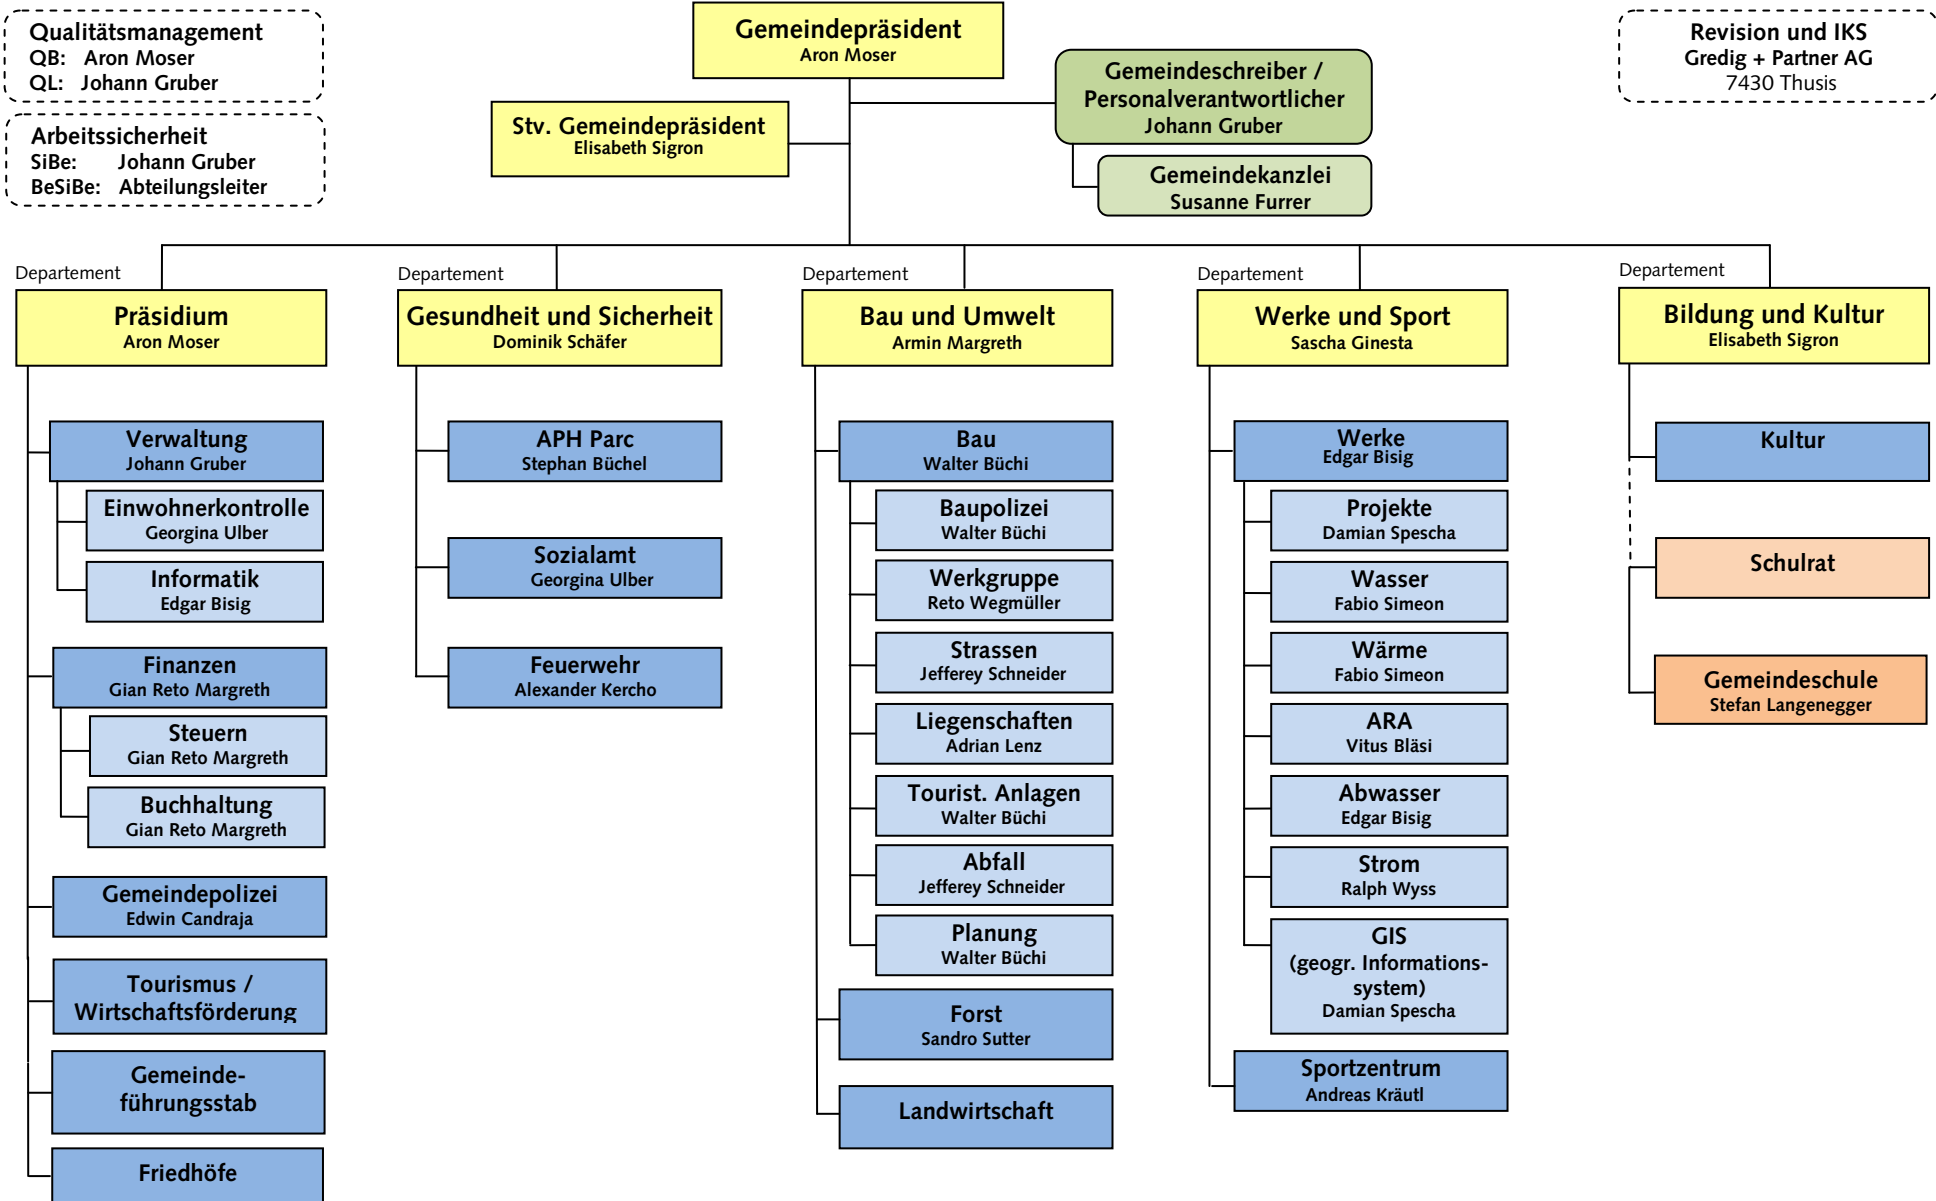 Qualitätsmanagement
QB: Aron Moser
QL: Johann Gruber
Arbeitssicherheit
SiBe: Johann Gruber
BeSiBe: Abteilungsleiter
Gemeindepräsident
Aron Moser
Stv. Gemeindepräsident
Elisabeth Sigron
Gemeindeschreiber /
Personalverantwortlicher
Johann Gruber
Gemeindekanzlei
Susanne Furrer
Revision und IKS
Gredig + Partner AG
7430 Thusis
Departement
Präsidium
Aron Moser
Verwaltung
Johann Gruber
Einwohnerkontrolle
Georgina Ulber
Informatik
Edgar Bisig
Finanzen
Gian Reto Margreth
Steuern
Gian Reto Margreth
Buchhaltung
Gian Reto Margreth
Gemeindepolizei
Edwin Candraja
Tourismus /
Wirtschaftsförderung
Gemeinde-
führungsstab
Friedhöfe
Departement
Gesundheit und Sicherheit
Dominik Schäfer
APH Parc
Stephan Büchel
Sozialamt
Georgina Ulber
Feuerwehr
Alexander Kercho
Departement
Bau und Umwelt
Armin Margreth
Bau
Walter Büchi
Baupolizei
Walter Büchi
Werkgruppe
Reto Wegmüller
Strassen
Jefferey Schneider
Liegenschaften
Adrian Lenz
Tourist. Anlagen
Walter Büchi
Abfall
Jefferey Schneider
Planung
Walter Büchi
Forst
Sandro Sutter
Landwirtschaft
Departement
Werke und Sport
Sascha Ginesta
Werke
Edgar Bisig
Projekte
Damian Spescha
Wasser
Fabio Simeon
Wärme
Fabio Simeon
ARA
Vitus Bläsi
Abwasser
Edgar Bisig
Strom
Ralph Wyss
GIS
(geogr. Informations-
system)
Damian Spescha
Sportzentrum
Andreas Kräutl
Departement
Bildung und Kultur
Elisabeth Sigron
Kultur
Schulrat
Gemeindeschule
Stefan Langenegger